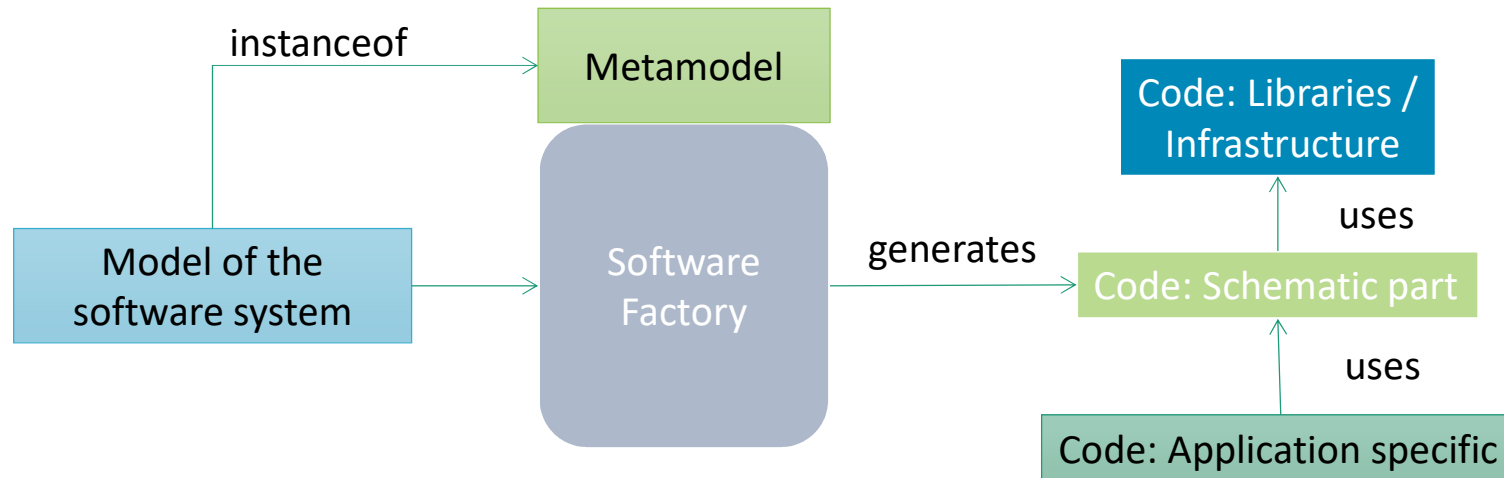 instanceof
Metamodel
Code: Libraries /
Infrastructure
uses
Model of the
software system
Software
Factory
generates
Code: Schematic part
uses
Code: Application specific